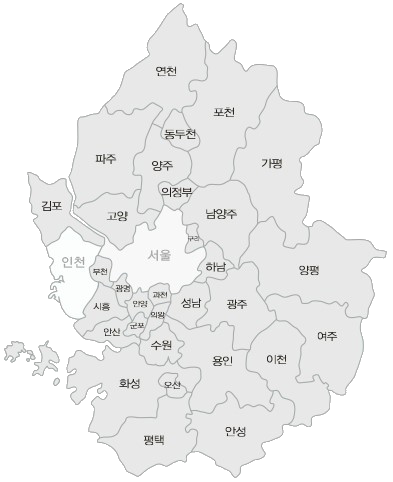 연천
포천
동두천
파주
양주
가평
의정부
김포
고양
남양주
구리
서울
인천
부천
하남
양평
광명
과천
시흥
안양
성남
광주
의왕
군포
안산
여주
수원
용인
이천
화성
오산
안성
평택